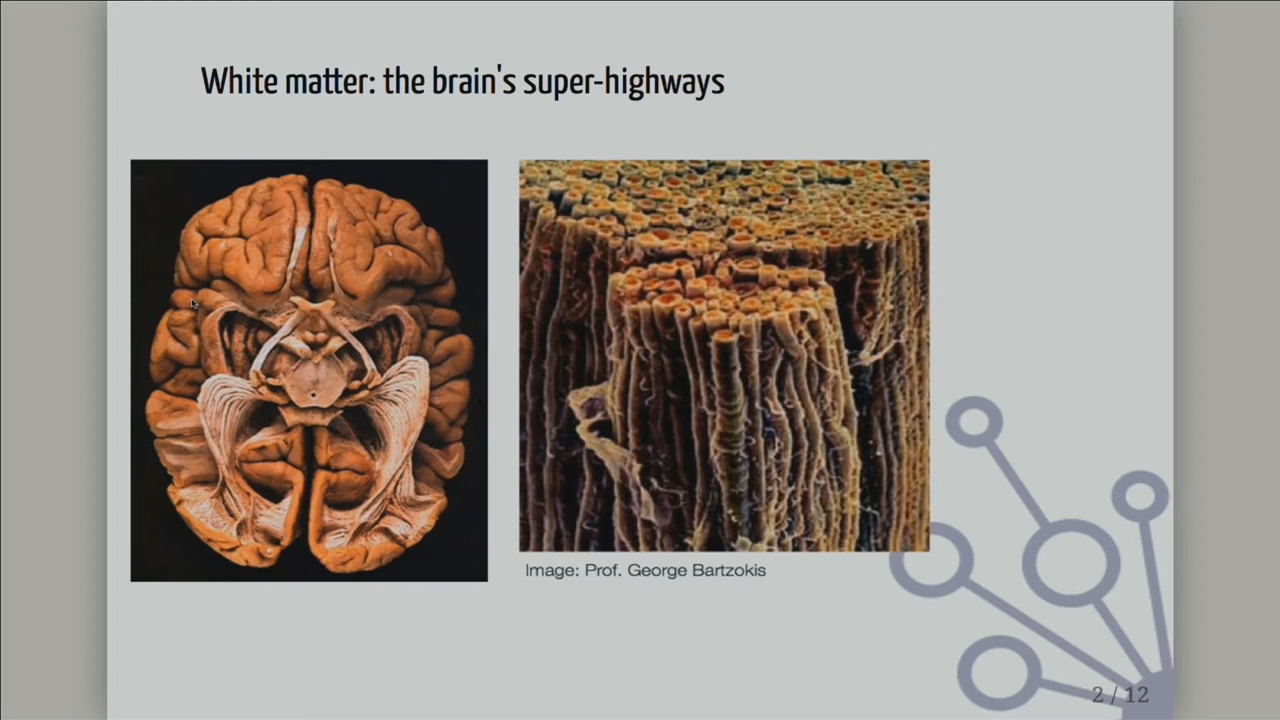 White matter: the brain's super-highways
Image: Prof. George Bartzokis
2 / 12